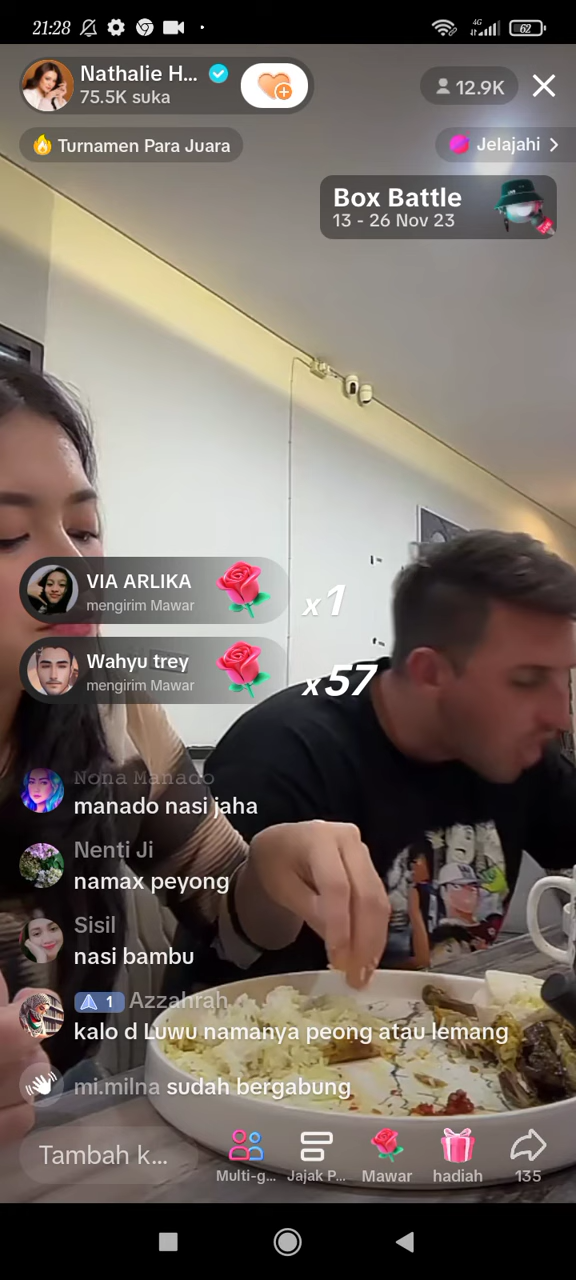 21:28
4G
62
Nathalie H...
75.5K suka
12.9K
Turnamen Para Juara
Jelajahi
Box Battle
13 - 26 Nov 23
VIA ARLIKA
mengirim Mawar
x1
Wahyu trey
mengirim Mawar
x57
Nona Manado
manado nasi jaha
Nenti Ji
namax peyong
Sisil
nasi bambu
1 Azzahrah
kalo d Luwu namanya peong atau lemang
mi.milna sudah bergabung
Tambah k...
Multi-g...
Jajak P...
Mawar
hadiah
135